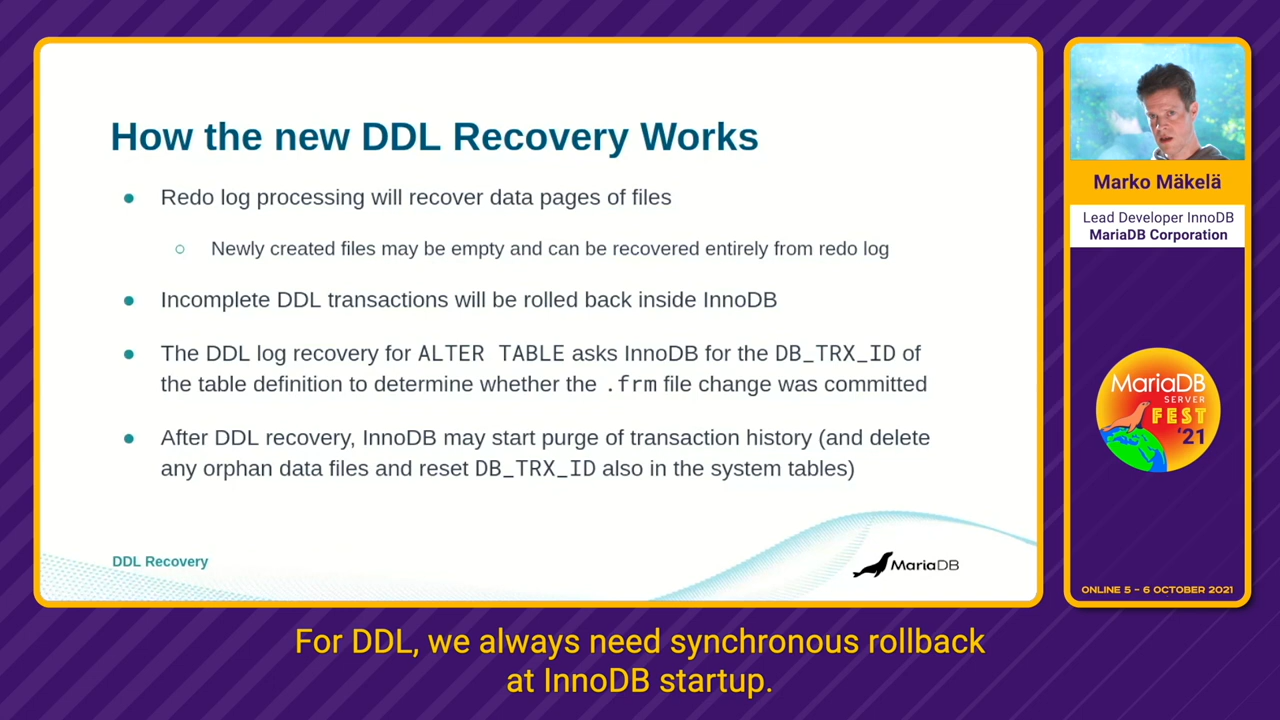 How the new DDL Recovery Works
Redo log processing will recover data pages of files
Newly created files may be empty and can be recovered entirely from redo log
Incomplete DDL transactions will be rolled back inside InnoDB
The DDL log recovery for ALTER TABLE asks InnoDB for the DB_TRX_ID of
the table definition to determine whether the .frm file change was committed
After DDL recovery, InnoDB may start purge of transaction history (and delete
any orphan data files and reset DB_TRX_ID also in the system tables)
DDL Recovery
MariaDB
Marko Mäkelä
Lead Developer InnoDB
MariaDB Corporation
MariaDB
SERVER
FEST
'21
ONLINE 5 - 6 OCTOBER 2021
For DDL, we always need synchronous rollback
at InnoDB startup.